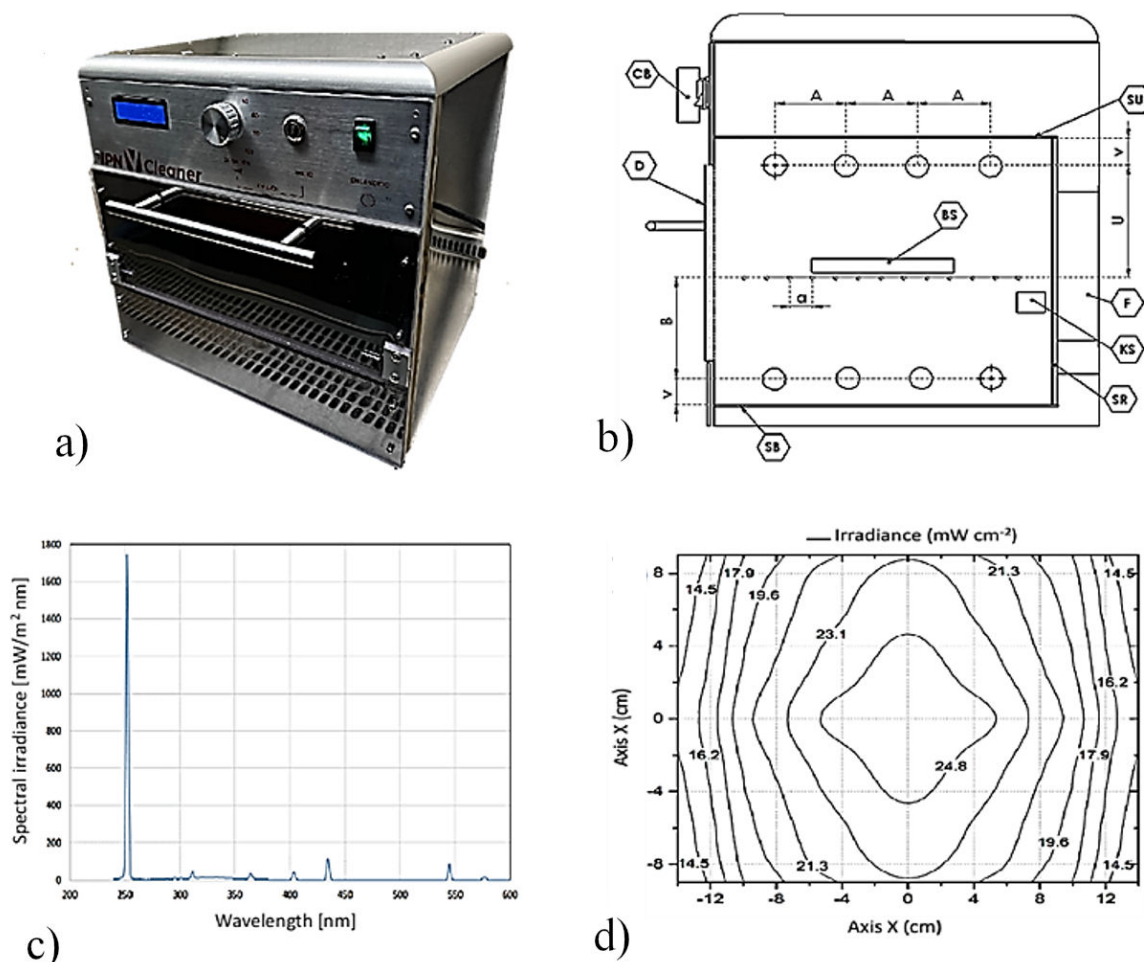 IPN V Cleaner
a)
CB
A A A
SU
V
D
BS
U
a
B
F
KS
V
SR
SB
b)
Spectral irradiance [mW/m² nm]
1800
1600
1400
1200
1000
800
600
400
200
0
200 250 300 350 400 450 500 550 600
Wavelength [nm]
c)
Irradiance (mW cm⁻²)
Axis X (cm)
8
4
0
-4
-8
14.5 17.9 21.3 14.5
19.6
23.1
16.2
16.2 24.8 17.9
19.6
14.5 21.3 14.5
-12 -8 -4 0 4 8 12
Axis X (cm)
d)